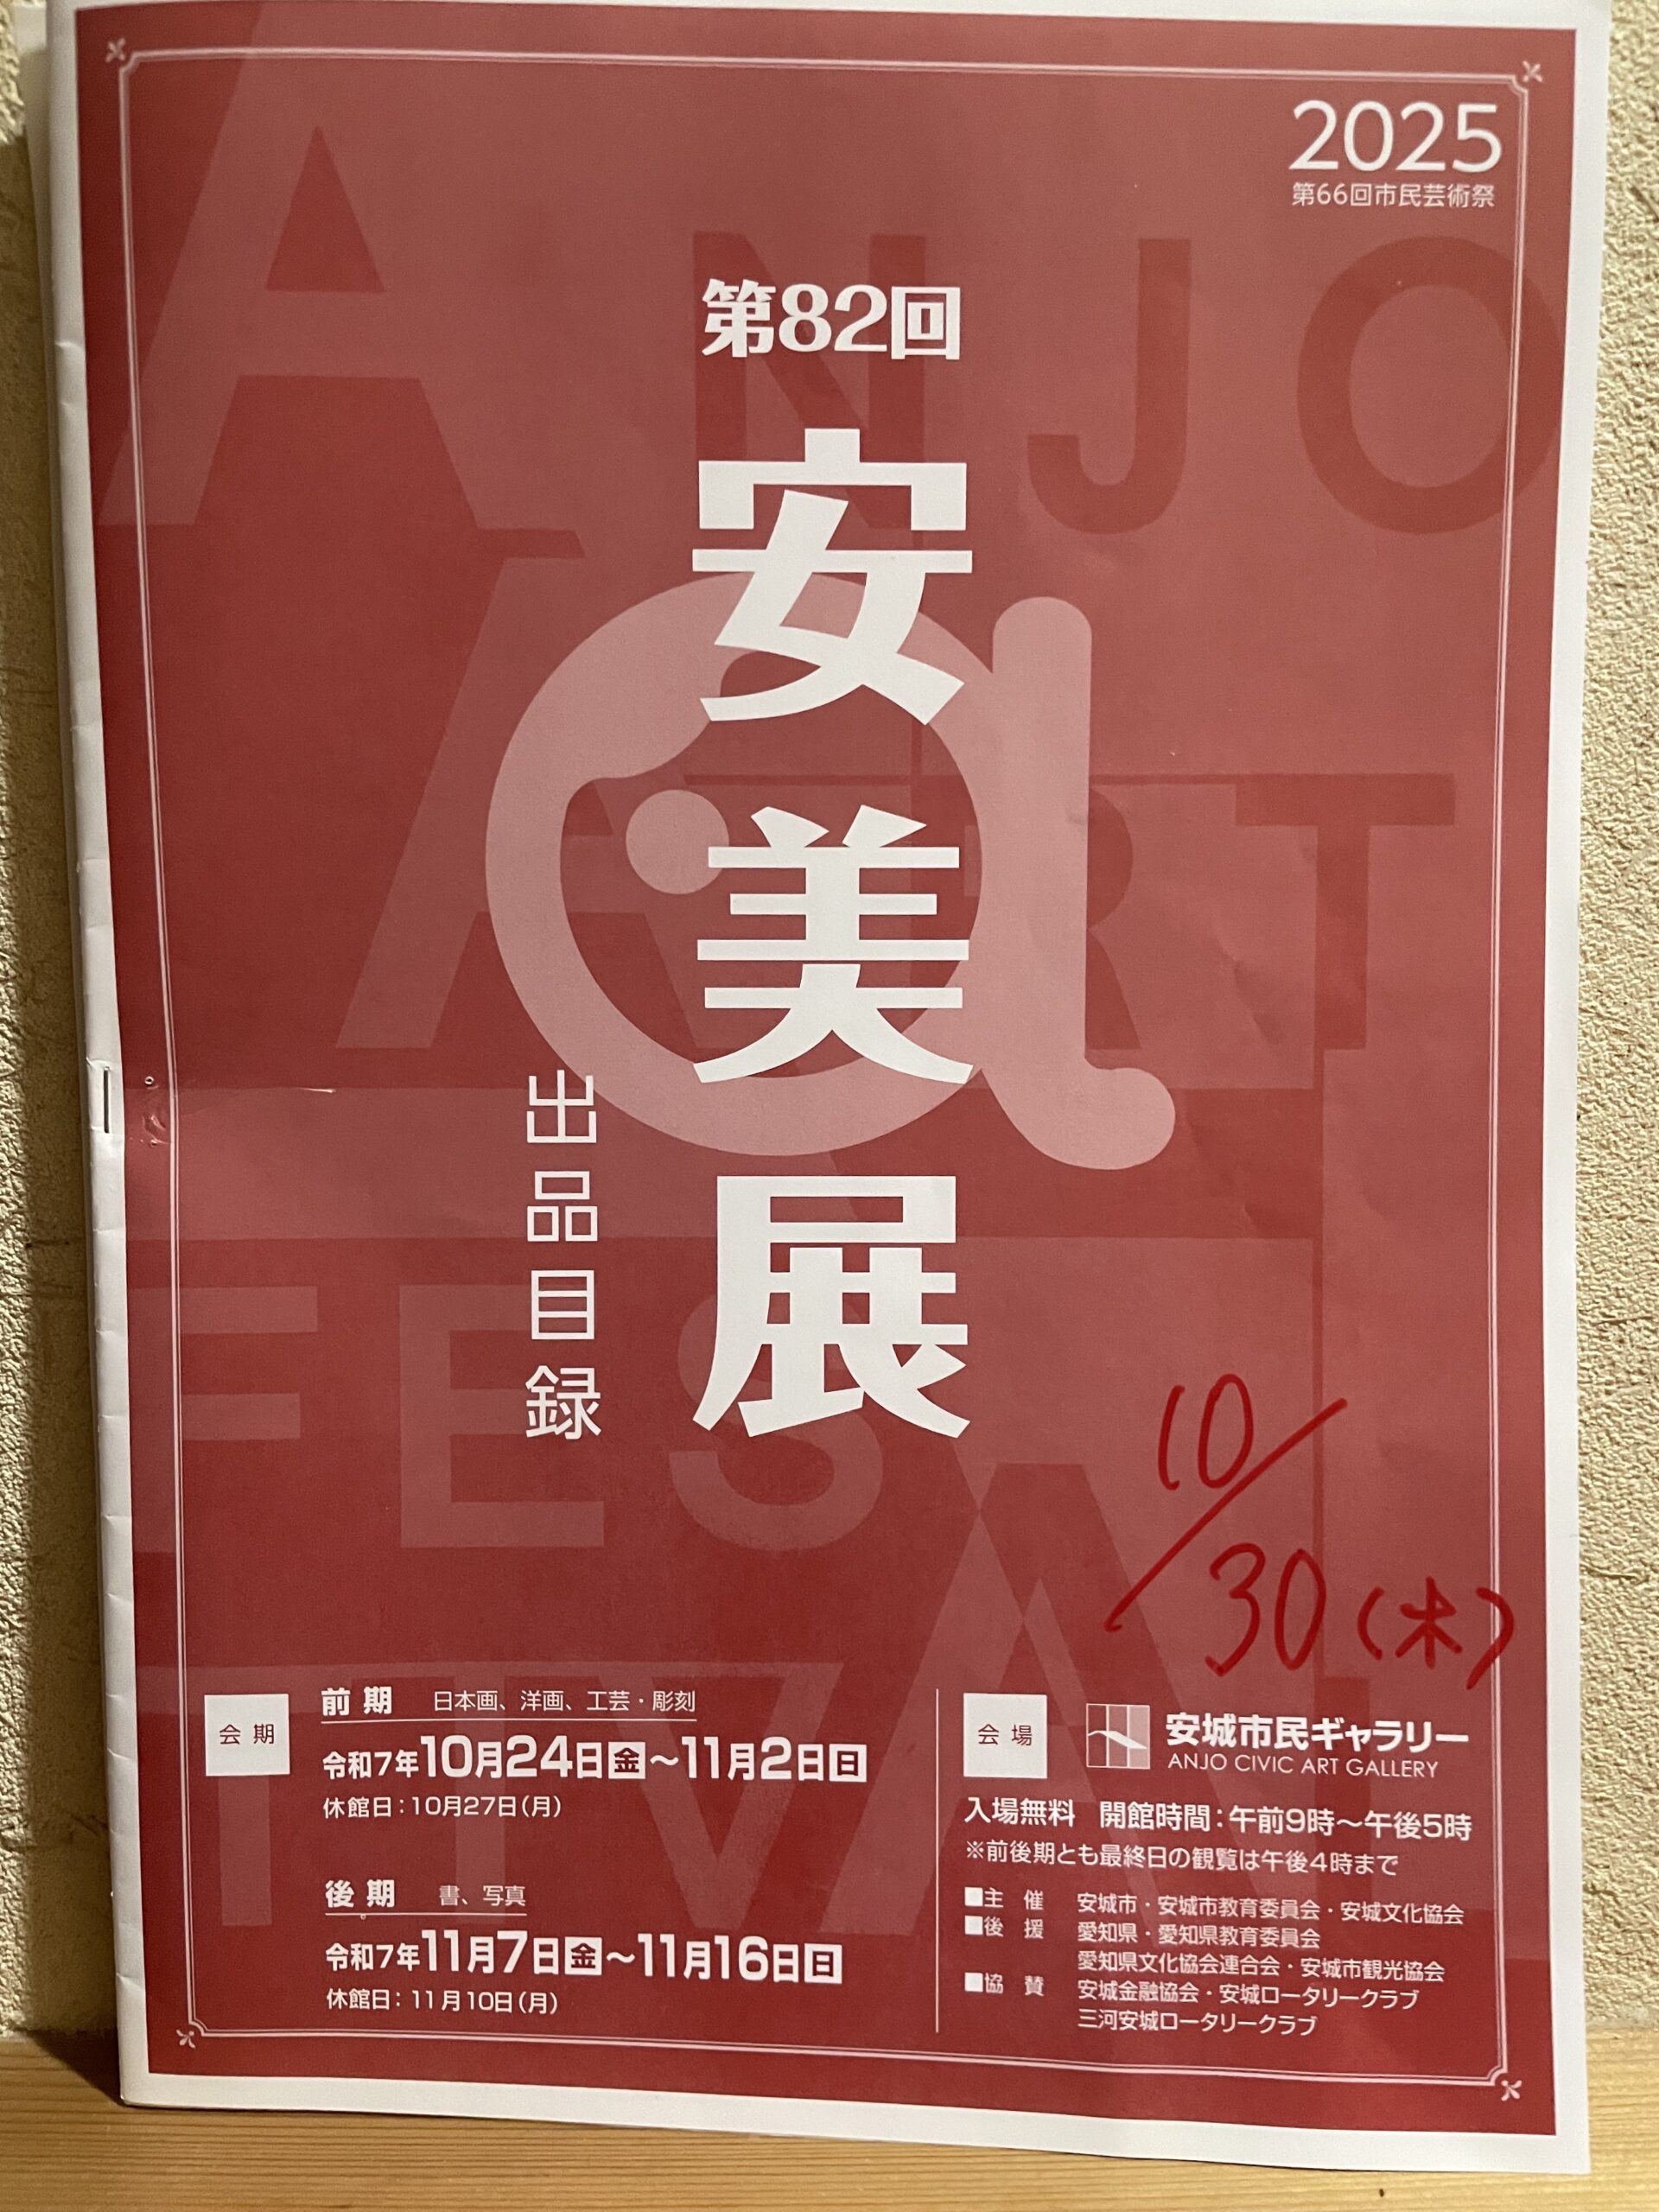 2025
第66回市民芸術祭
ANJO
ART
FES
TIVAL
第82回
安美展
出品目録
10/30(木)
会期
前期 日本画、洋画、工芸・彫刻
令和7年10月24日金〜11月2日日
休館日:10月27日(月)
後期 書、写真
令和7年11月7日金〜11月16日日
休館日:11月10日(月)
会場
安城市民ギャラリー
ANJO CIVIC ART GALLERY
入場無料 開館時間:午前9時〜午後5時
※前後期とも最終日の観覧は午後4時まで
■主催 安城市・安城市教育委員会・安城文化協会
■後援 愛知県・愛知県教育委員会
愛知県文化協会連合会・安城市観光協会
■協賛 安城金融協会・安城ロータリークラブ
三河安城ロータリークラブ